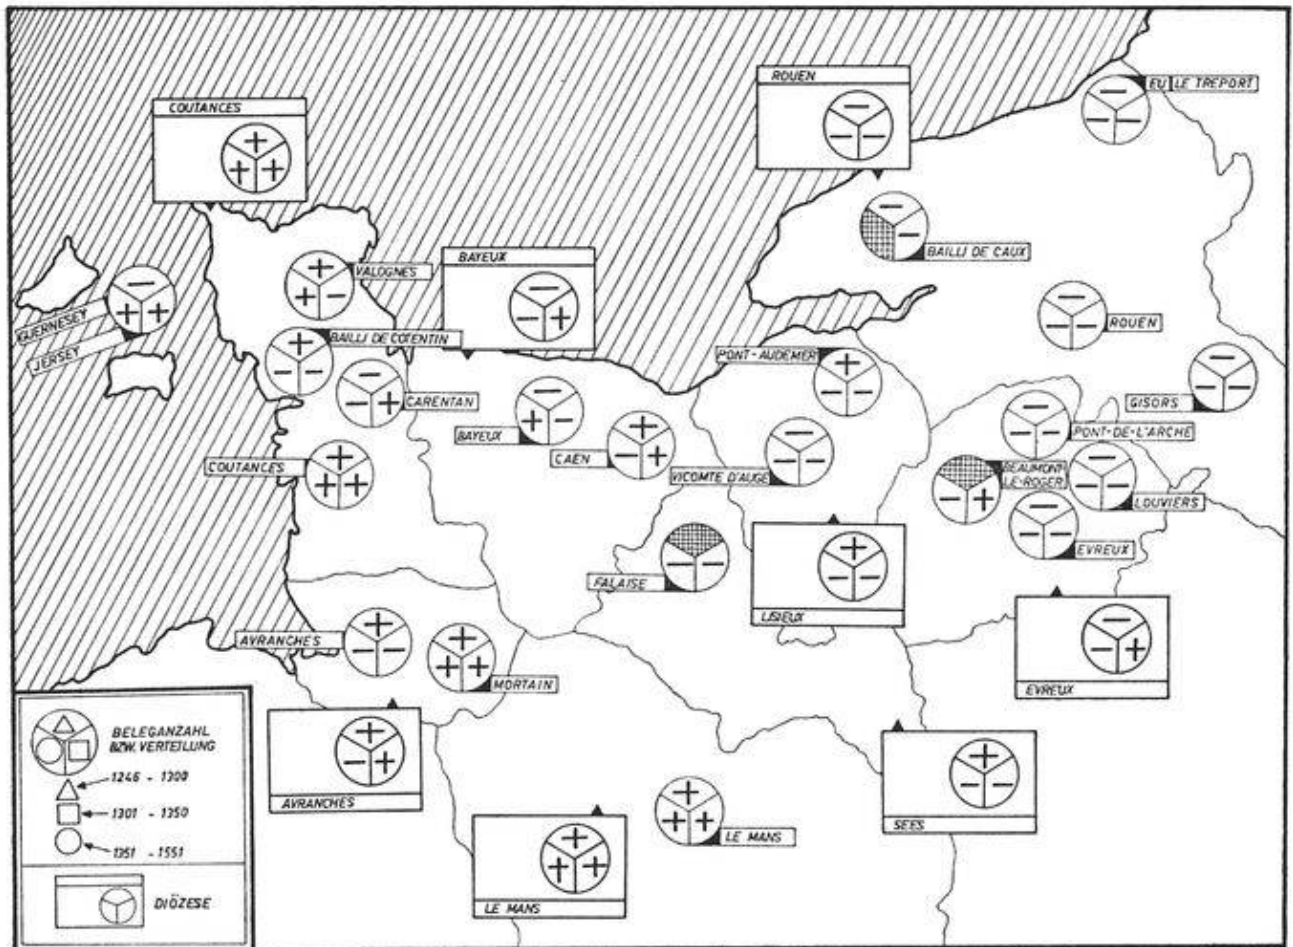 ROUEN
EU LE TREPORT
COUTANCES
BAILLI DE CAUX
BAYEUX
VALOGNES
GUERNESEY
JERSEY
ROUEN
BAILLI DE COTENTIN
PONT-AUDEMER
CARENTAN
GISORS
BAYEUX
PONT-DE-L'ARCHE
CAEN
COUTANCES
VICOMTE D'AUGE
BEAUMONT-
LE-ROGER
LOUVIERS
EVREUX
FALAISE
LISIEUX
AVRANCHES
MORTAIN
EVREUX
AVRANCHES
SEES
LE MANS
LE MANS
BELEGANZAHL
BZW. VERTEILUNG
1246 - 1300
1301 - 1350
1351 - 1551
DIÖZESE